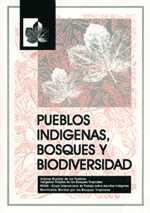 PUEBLOS
INDIGENAS,
BOSQUES Y
BIODIVERSIDAD
Alianza Mundial de los Pueblos
Indígenas-Tribales de los Bosques Tropicales
IWGIA - Grupo Internacional de Trabajo sobre Asuntos Indígenas
Movimiento Mundial por los Bosques Tropicales